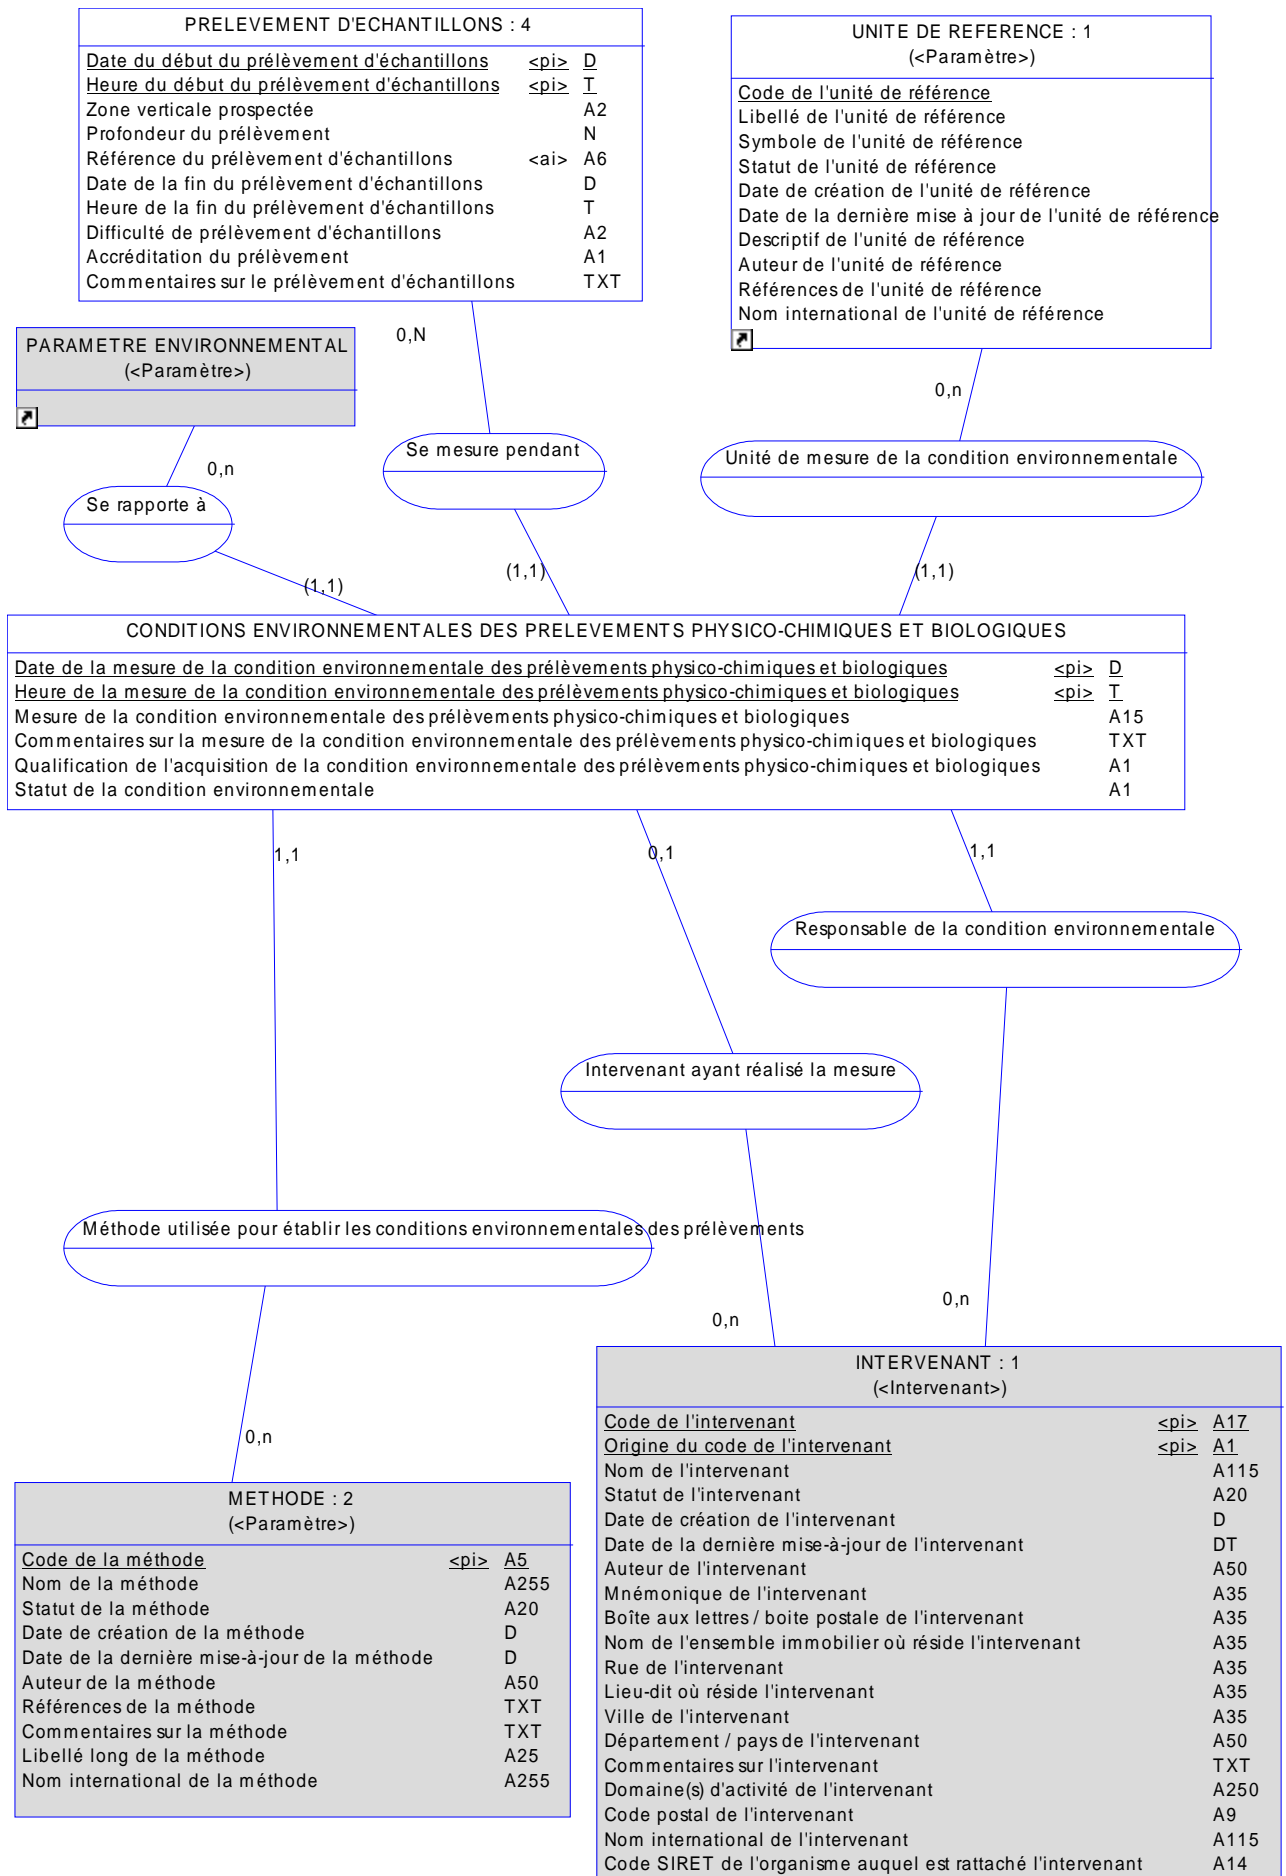 PRELEVEMENT D'ECHANTILLONS : 4
Date du début du prélèvement d'échantillons <pi> D
Heure du début du prélèvement d'échantillons <pi> T
Zone verticale prospectée A2
Profondeur du prélèvement N
Référence du prélèvement d'échantillons <ai> A6
Date de la fin du prélèvement d'échantillons D
Heure de la fin du prélèvement d'échantillons T
Difficulté de prélèvement d'échantillons A2
Accréditation du prélèvement A1
Commentaires sur le prélèvement d'échantillons TXT
UNITE DE REFERENCE : 1
(<Paramètre>)
Code de l'unité de référence
Libellé de l'unité de référence
Symbole de l'unité de référence
Statut de l'unité de référence
Date de création de l'unité de référence
Date de la dernière mise à jour de l'unité de référence
Descriptif de l'unité de référence
Auteur de l'unité de référence
Références de l'unité de référence
Nom international de l'unité de référence
PARAMETRE ENVIRONNEMENTAL
(<Paramètre>)
0,N
0,n
0,n
Se mesure pendant
Unité de mesure de la condition environnementale
Se rapporte à
(1,1)
(1,1)
(1,1)
CONDITIONS ENVIRONNEMENTALES DES PRELEVEMENTS PHYSICO-CHIMIQUES ET BIOLOGIQUES
Date de la mesure de la condition environnementale des prélèvements physico-chimiques et biologiques <pi> D
Heure de la mesure de la condition environnementale des prélèvements physico-chimiques et biologiques <pi> T
Mesure de la condition environnementale des prélèvements physico-chimiques et biologiques A15
Commentaires sur la mesure de la condition environnementale des prélèvements physico-chimiques et biologiques TXT
Qualification de l'acquisition de la condition environnementale des prélèvements physico-chimiques et biologiques A1
Statut de la condition environnementale A1
1,1
0,1
1,1
Responsable de la condition environnementale
Intervenant ayant réalisé la mesure
Méthode utilisée pour établir les conditions environnementales des prélèvements
0,n
0,n
0,n
METHODE : 2
(<Paramètre>)
Code de la méthode <pi> A5
Nom de la méthode A255
Statut de la méthode A20
Date de création de la méthode D
Date de la dernière mise-à-jour de la méthode D
Auteur de la méthode A50
Références de la méthode TXT
Commentaires sur la méthode TXT
Libellé long de la méthode A25
Nom international de la méthode A255
INTERVENANT : 1
(<Intervenant>)
Code de l'intervenant <pi> A17
Origine du code de l'intervenant <pi> A1
Nom de l'intervenant A115
Statut de l'intervenant A20
Date de création de l'intervenant D
Date de la dernière mise-à-jour de l'intervenant DT
Auteur de l'intervenant A50
Mnémonique de l'intervenant A35
Boîte aux lettres / boite postale de l'intervenant A35
Nom de l'ensemble immobilier où réside l'intervenant A35
Rue de l'intervenant A35
Lieu-dit où réside l'intervenant A35
Ville de l'intervenant A35
Département / pays de l'intervenant A50
Commentaires sur l'intervenant TXT
Domaine(s) d'activité de l'intervenant A250
Code postal de l'intervenant A9
Nom international de l'intervenant A115
Code SIRET de l'organisme auquel est rattaché l'intervenant A14